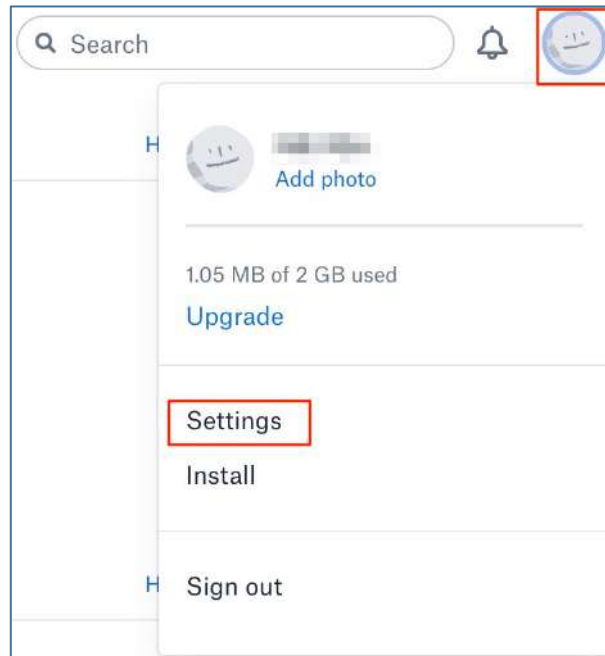 Search
H
Add photo
1.05 MB of 2 GB used
Upgrade
Settings
Install
H
Sign out